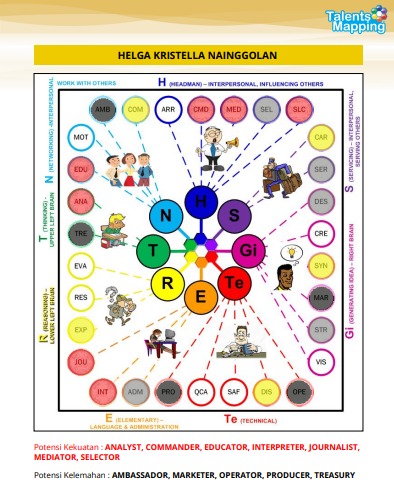 Talents
Mapping
HELGA KRISTELLA NAINGGOLAN
WORK WITH OTHERS
H (HEADMAN) – INTERPERSONAL, INFLUENCING OTHERS
N (NETWORKING) -INTERPERSONAL
AMB COM ARR CMD MED SEL SLC
MOT CAR
EDU SER
ANA DES
TRE CRE
EVA SYN
RES MAR
EXP STR
JOU VIS
INT ADM PRO QCA SAF DIS OPE
S (SERVICING) – INTERPERSONAL,
SERVING OTHERS
T (THINKING) -
UPPER LEFT BRAIN
R (REASONING) –
LOWER LEFT BRAIN
Gi (GENERATING IDEA) - RIGHT BRAIN
H
N S
T Gi
R Te
E
E (ELEMENTARY) –
LANGUAGE & ADMINISTRATION
Te (TECHNICAL)
Potensi Kekuatan : ANALYST, COMMANDER, EDUCATOR, INTERPRETER, JOURNALIST,
MEDIATOR, SELECTOR
Potensi Kelemahan : AMBASSADOR, MARKETER, OPERATOR, PRODUCER, TREASURY